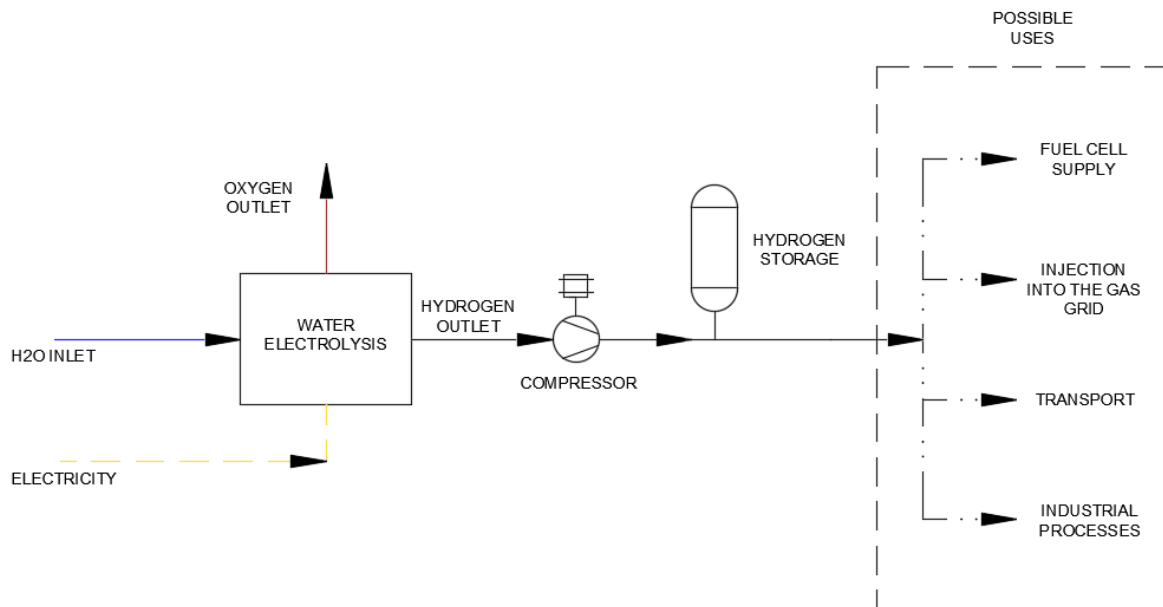 POSSIBLE
USES
FUEL CELL
SUPPLY
OXYGEN
OUTLET
HYDROGEN
STORAGE
INJECTION
INTO THE GAS
GRID
HYDROGEN
OUTLET
WATER
ELECTROLYSIS
H2O INLET
COMPRESSOR
TRANSPORT
ELECTRICITY
INDUSTRIAL
PROCESSES